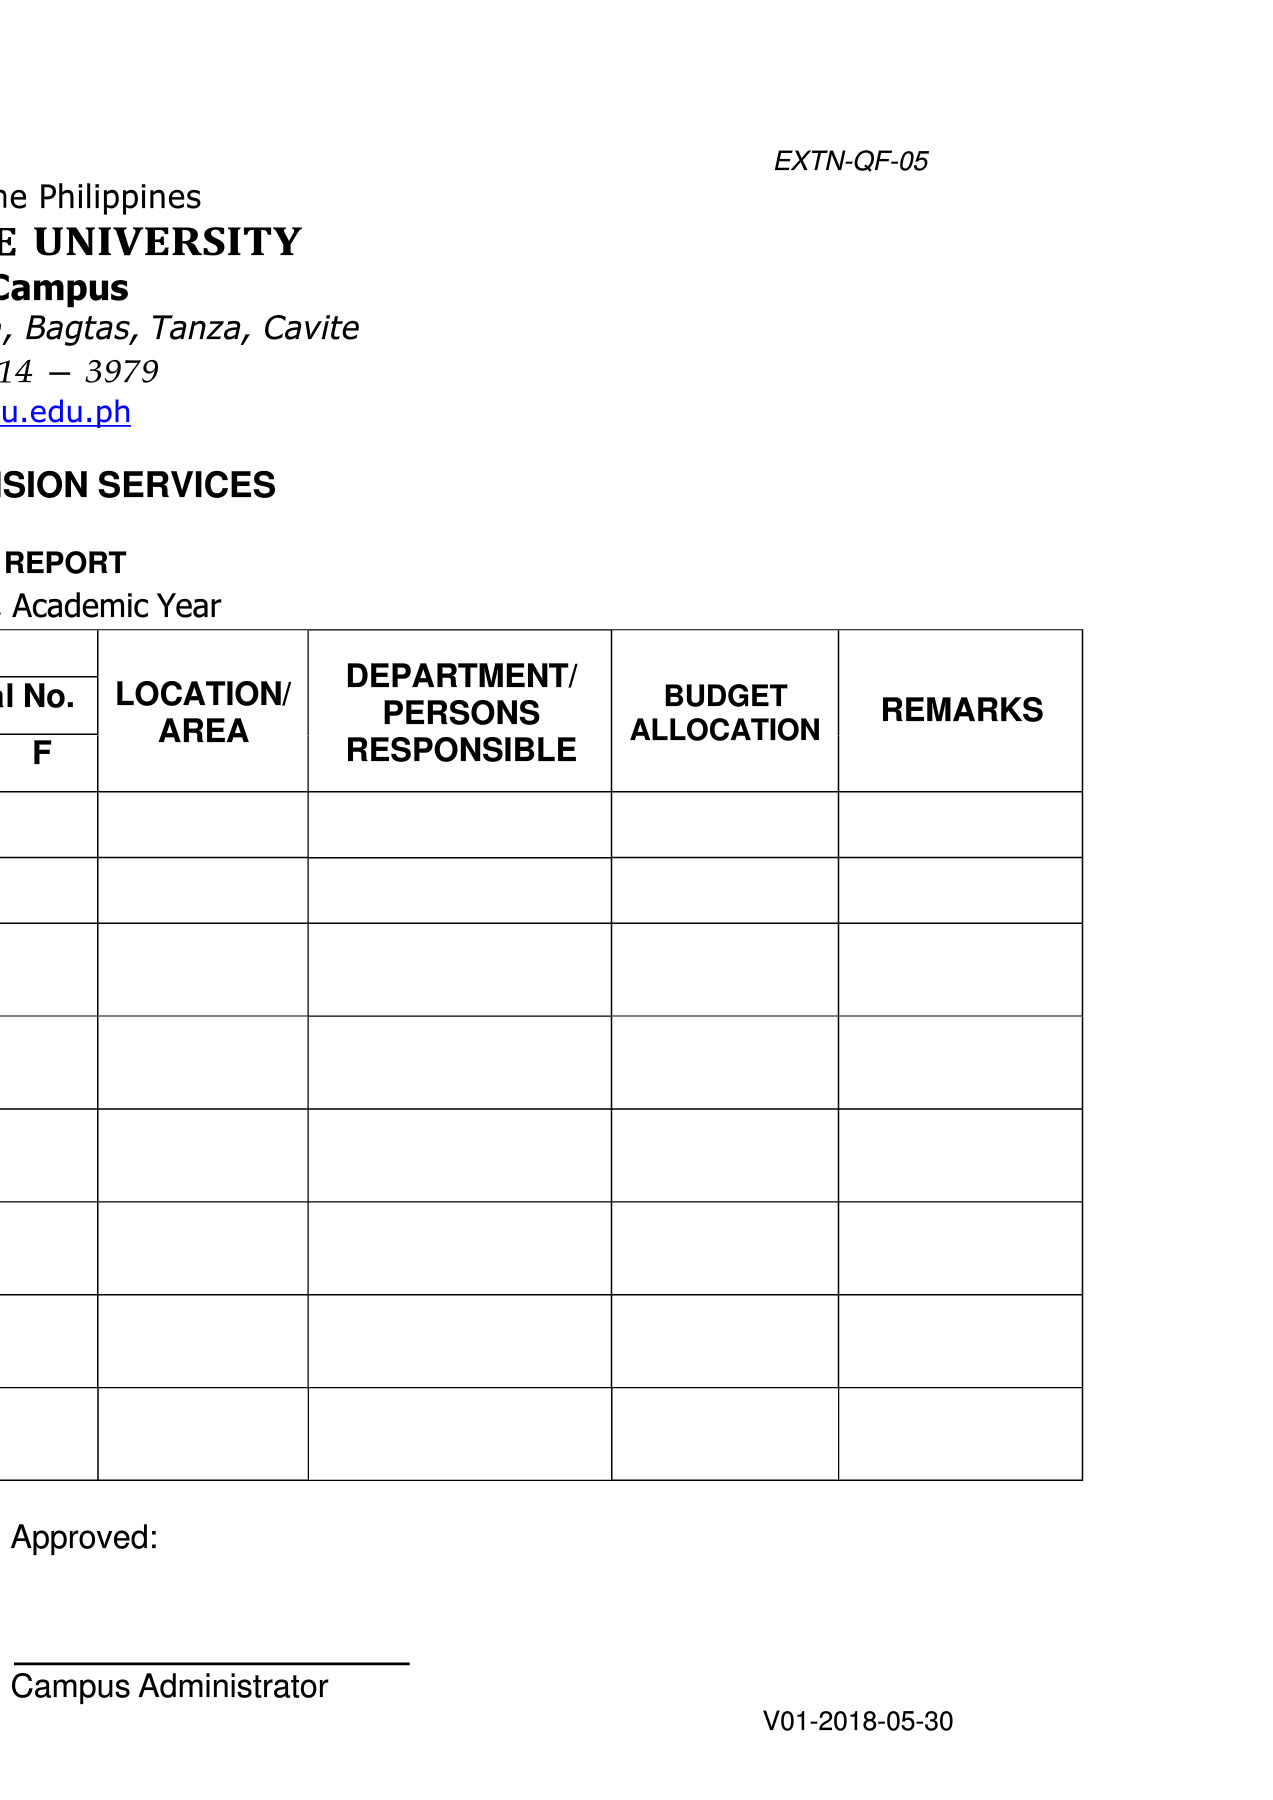 EXTN-QF-05
ne Philippines
E UNIVERSITY
Campus
, Bagtas, Tanza, Cavite
14 – 3979
u.edu.ph
SION SERVICES
REPORT
, Academic Year
al No.
F
LOCATION/
AREA
DEPARTMENT/
PERSONS
RESPONSIBLE
BUDGET
ALLOCATION
REMARKS
Approved:
Campus Administrator
V01-2018-05-30